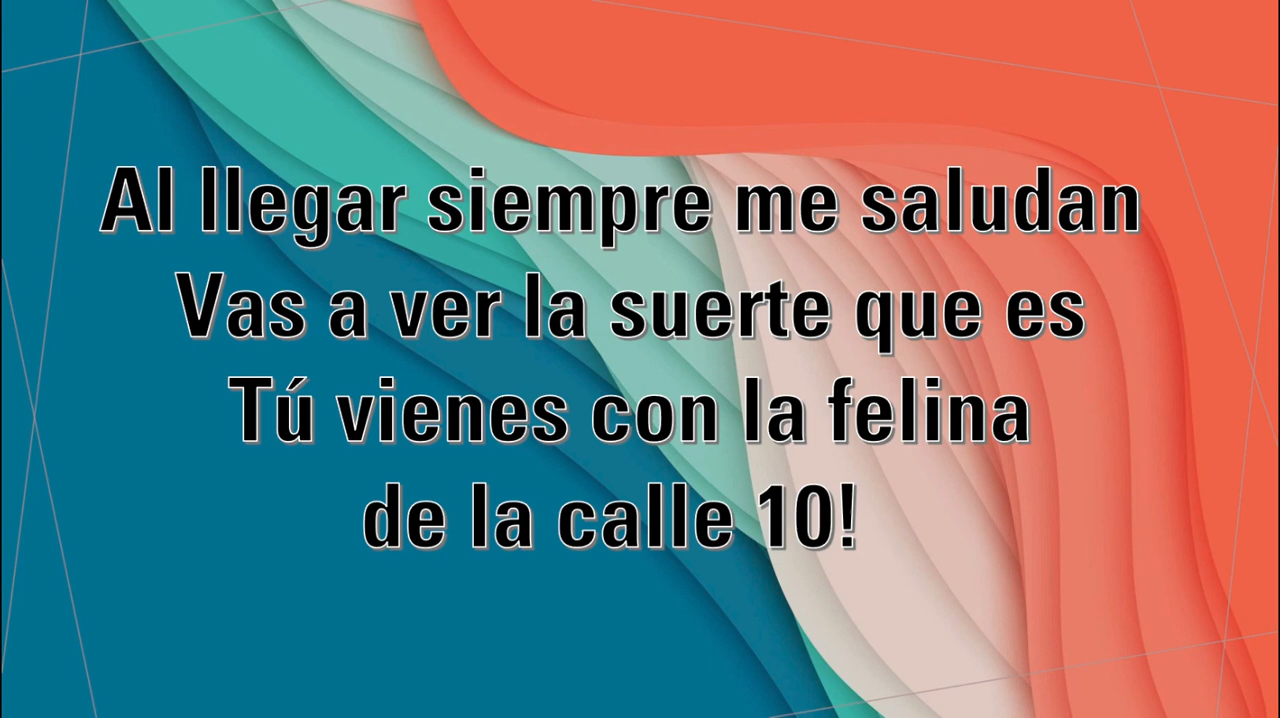 Al llegar siempre me saludan
Vas a ver la suerte que es
Tú vienes con la felina
de la calle 10!